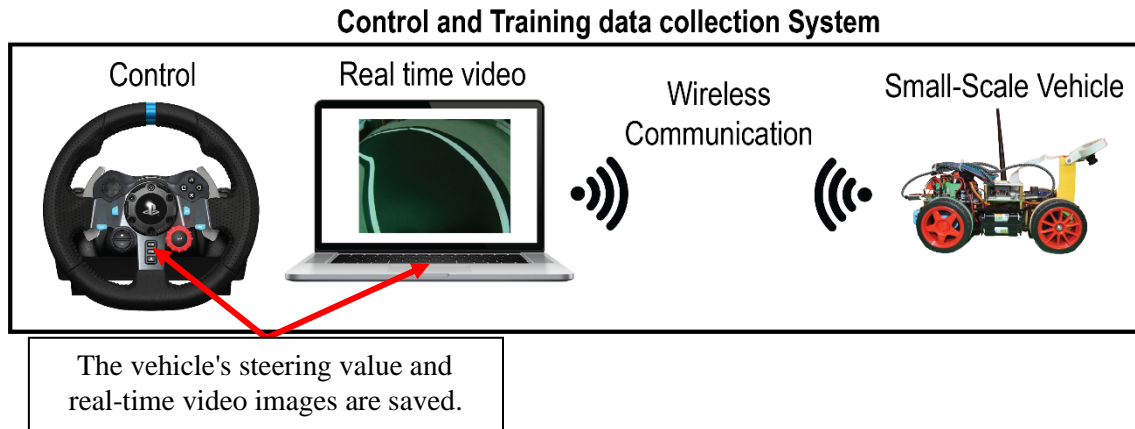 Control and Training data collection System
Control
Real time video
Wireless
Communication
Small-Scale Vehicle
The vehicle's steering value and
real-time video images are saved.